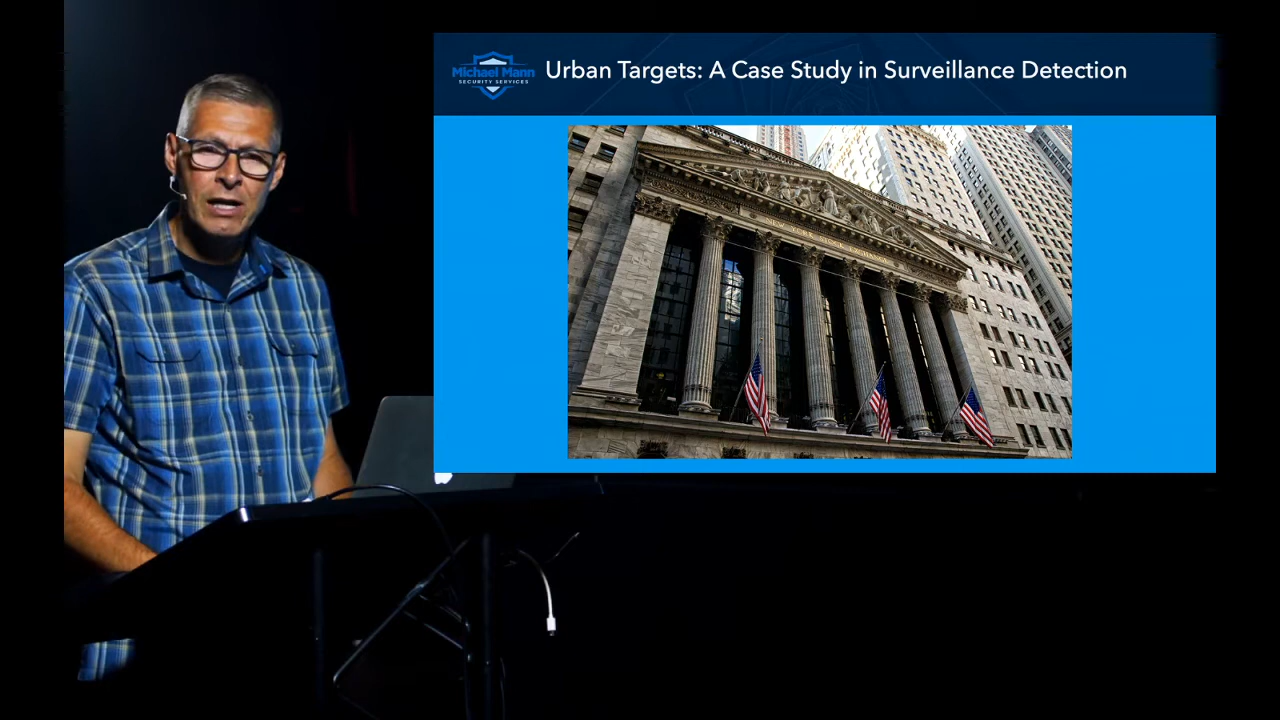 Michael Mann
SECURITY SERVICES
Urban Targets: A Case Study in Surveillance Detection